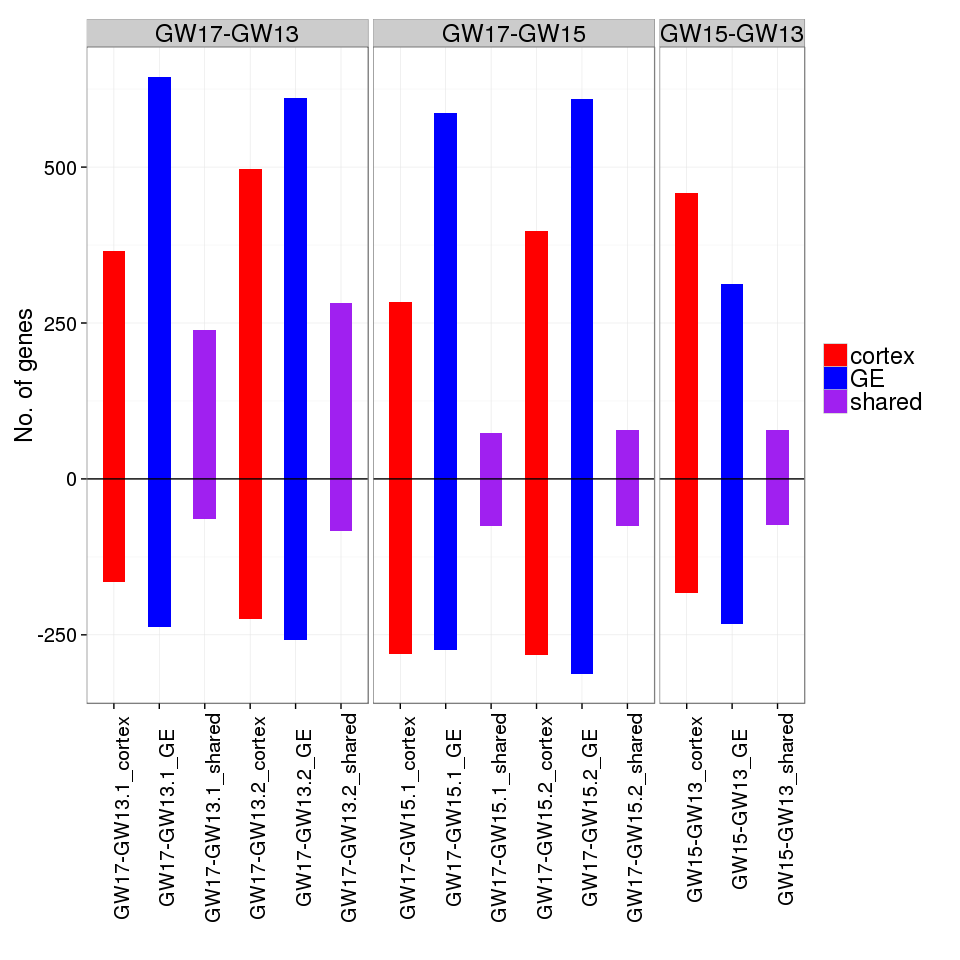 GW17-GW13
GW17-GW15
GW15-GW13
No. of genes
500
250
0
-250
cortex
GE
shared
GW17-GW13.1_cortex
GW17-GW13.1_GE
GW17-GW13.1_shared
GW17-GW13.2_cortex
GW17-GW13.2_GE
GW17-GW13.2_shared
GW17-GW15.1_cortex
GW17-GW15.1_GE
GW17-GW15.1_shared
GW17-GW15.2_cortex
GW17-GW15.2_GE
GW17-GW15.2_shared
GW15-GW13_cortex
GW15-GW13_GE
GW15-GW13_shared